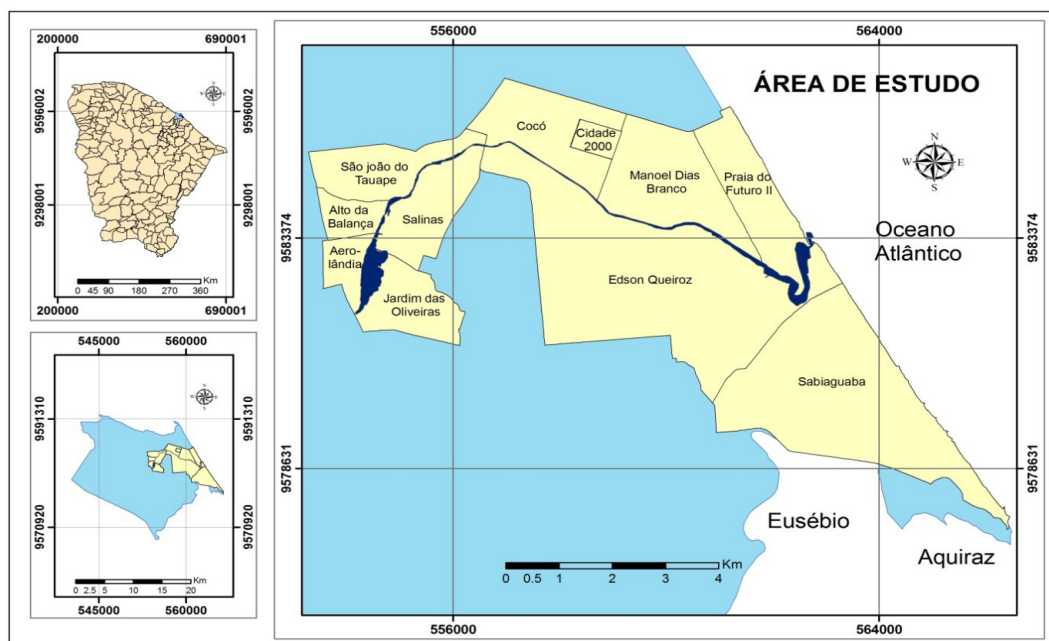 200000
690001
9596002
9596002
N
W
E
S
9298001
9298001
Km
0 45 90 180 270 360
200000
690001
545000
560000
N
W
E
S
9591310
9591310
9570920
9570920
Km
0 2.5 5 10 15 20
545000
560000
556000
564000
ÁREA DE ESTUDO
Cocó
Cidade
2000
N
W
E
S
São joão do
Tauape
Manoel Dias
Branco
Praia do
Futuro II
Alto da
Balança
Salinas
9583374
9583374
Oceano
Atlântico
Aero-
lândia
Edson Queiroz
Jardim das
Oliveiras
Sabiaguaba
9578631
9578631
Eusébio
Aquiraz
Km
0 0.5 1 2 3 4
556000
564000